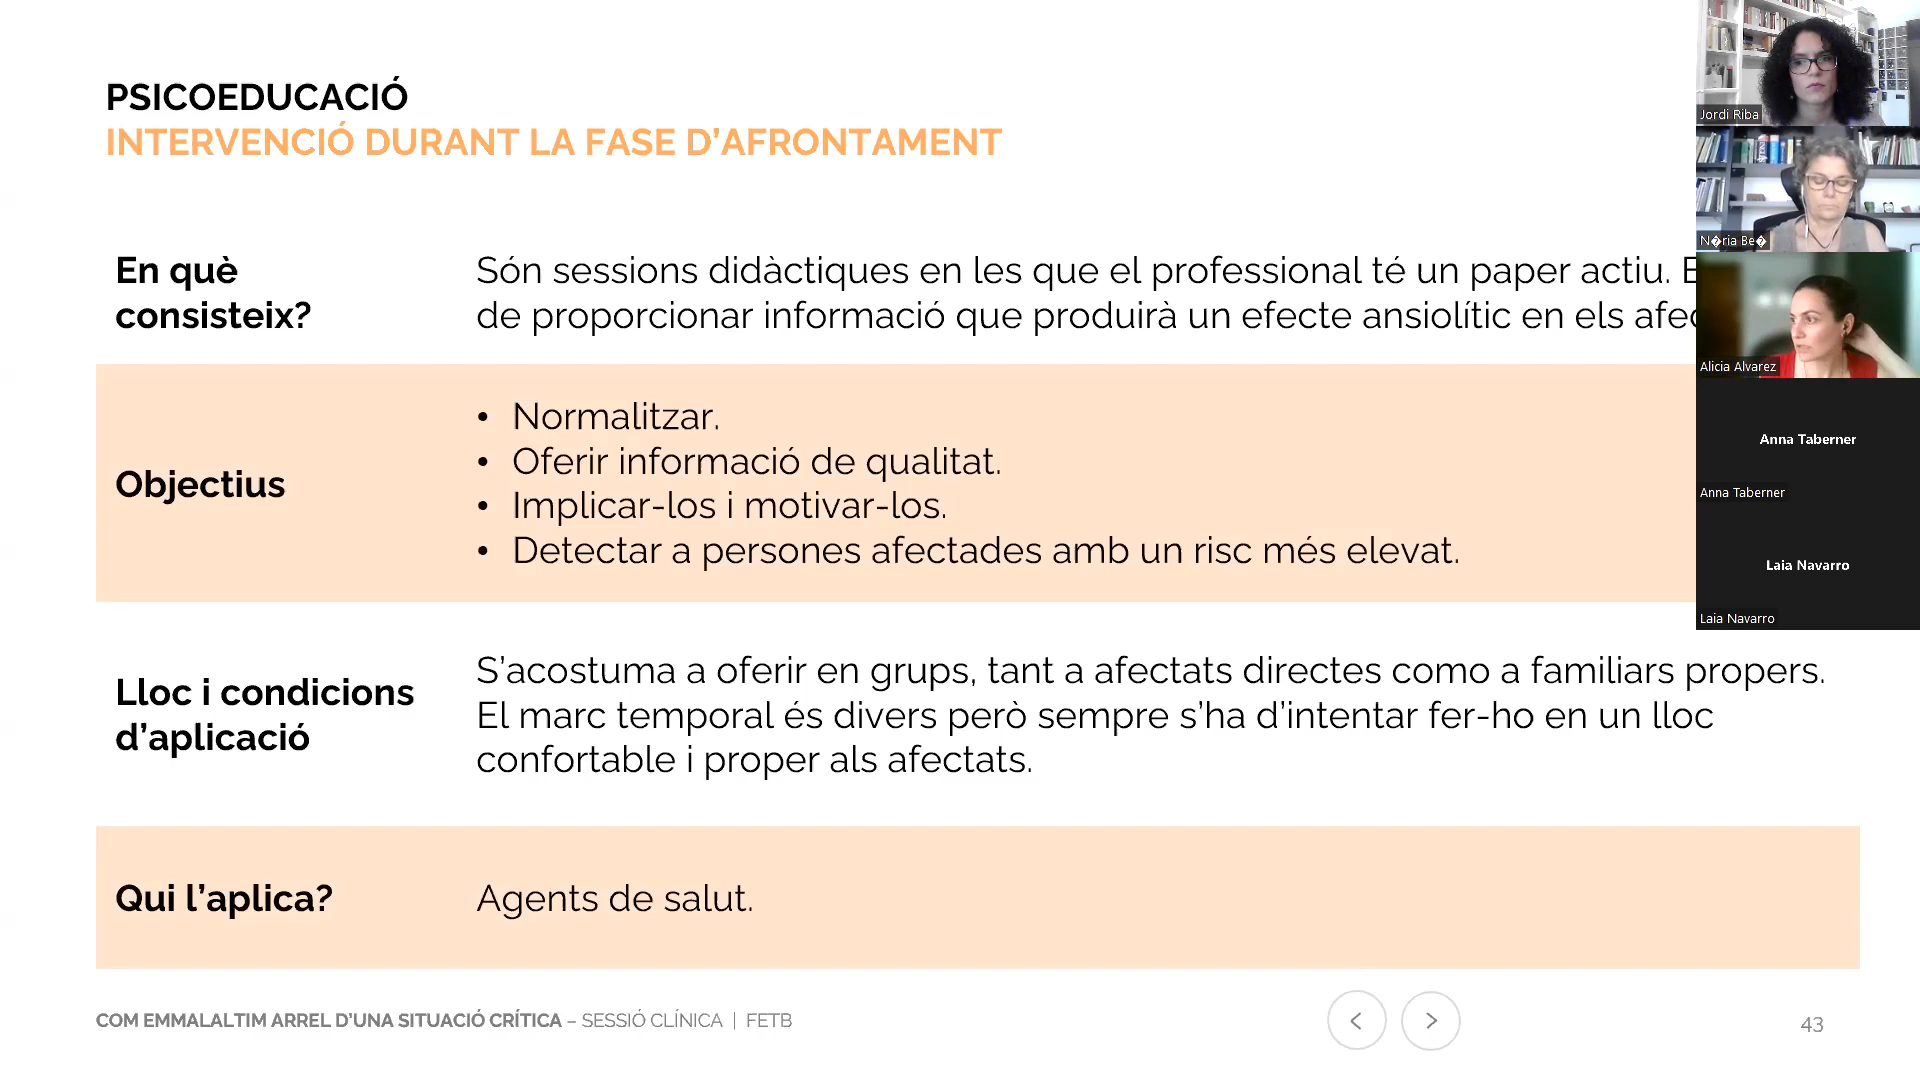 PSICOEDUCACIÓ
INTERVENCIÓ DURANT LA FASE D’AFRONTAMENT
En què
consisteix?
Són sessions didàctiques en les que el professional té un paper actiu.
de proporcionar informació que produirà un efecte ansiolític en els
Objectius
• Normalitzar.
• Oferir informació de qualitat.
• Implicar-los i motivar-los.
• Detectar a persones afectades amb un risc més elevat.
Lloc i condicions
d’aplicació
S’acostuma a oferir en grups, tant a afectats directes como a familiars propers.
El marc temporal és divers però sempre s’ha d’intentar fer-ho en un lloc
confortable i proper als afectats.
Qui l’aplica?
Agents de salut.
COM EMMALALTIM ARREL D’UNA SITUACIÓ CRÍTICA – SESSIÓ CLÍNICA | FETB
43
Jordi Riba
N�ria Be�
Alicia Alvarez
Anna Taberner
Anna Taberner
Laia Navarro
Laia Navarro